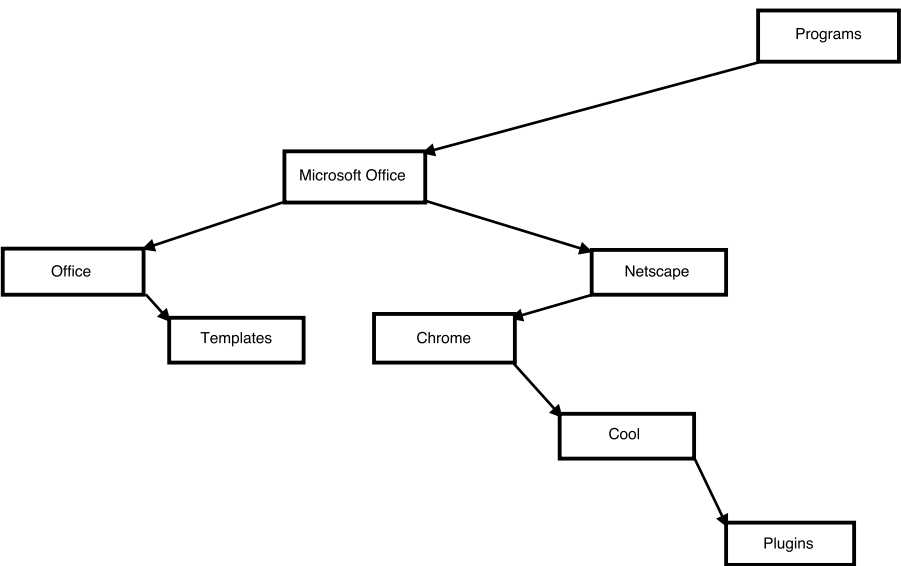 Programs
Microsoft Office
Office
Netscape
Templates
Chrome
Cool
Plugins